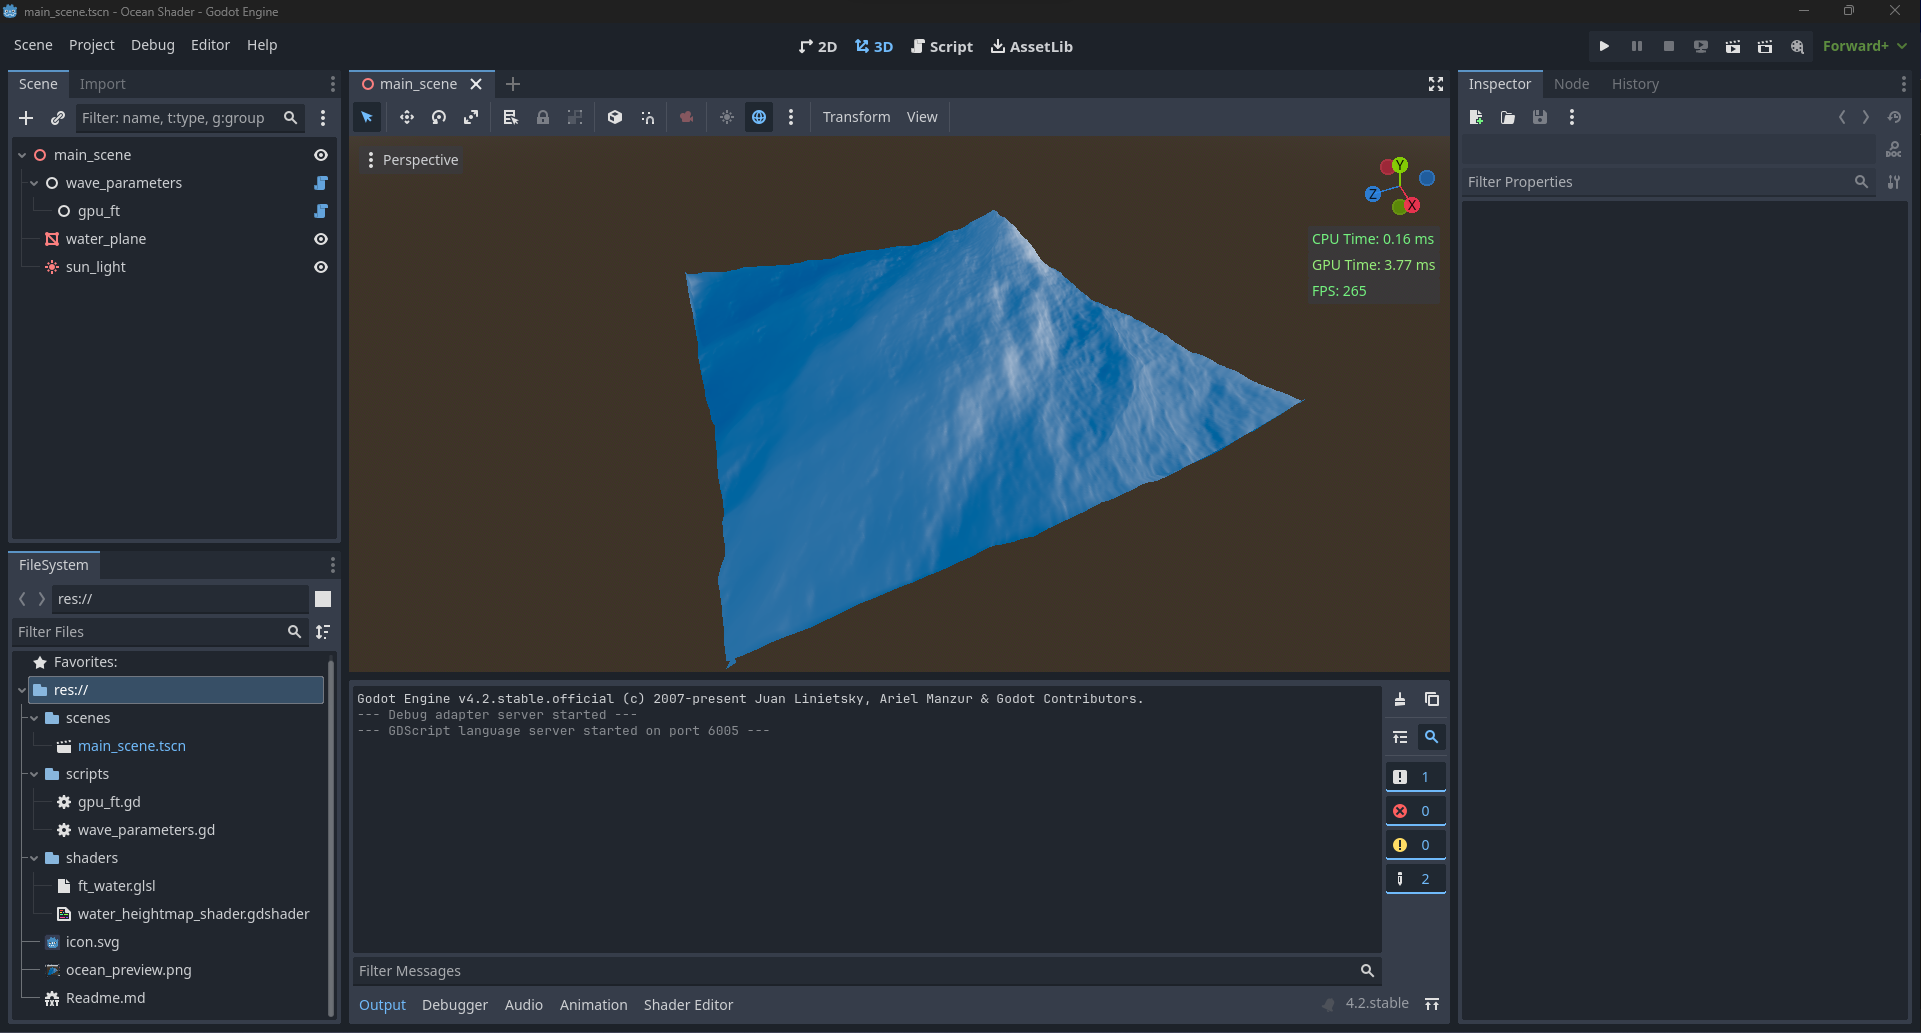 main_scene.tscn - Ocean Shader - Godot Engine
Scene Project Debug Editor Help
2D 3D Script AssetLib
Forward+
Scene Import
Filter: name, t:type, g:group
main_scene
wave_parameters
gpu_ft
water_plane
sun_light
main_scene
Transform View
Perspective
Y
Z
X
CPU Time: 0.16 ms
GPU Time: 3.77 ms
FPS: 265
Inspector Node History
DOC
Filter Properties
FileSystem
res://
Filter Files
Favorites:
res://
scenes
main_scene.tscn
scripts
gpu_ft.gd
wave_parameters.gd
shaders
ft_water.glsl
water_heightmap_shader.gdshader
icon.svg
ocean_preview.png
Readme.md
Godot Engine v4.2.stable.official (c) 2007-present Juan Linietsky, Ariel Manzur & Godot Contributors.
--- Debug adapter server started ---
--- GDScript language server started on port 6005 ---
1
0
0
2
Filter Messages
Output Debugger Audio Animation Shader Editor
4.2.stable